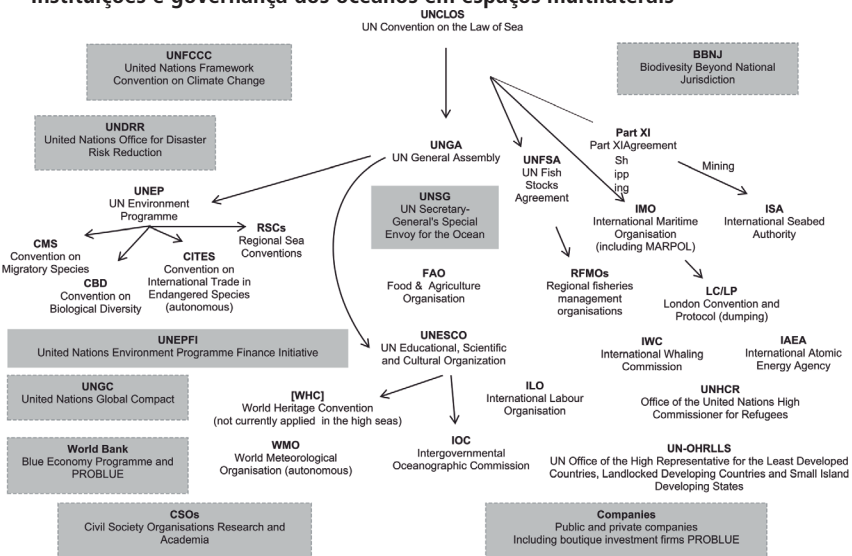 Instituições e governança dos oceanos em espaços multilaterais
UNCLOS
UN Convention on the Law of Sea
UNFCCC
United Nations Framework
Convention on Climate Change
BBNJ
Biodivesity Beyond National
Jurisdiction
UNDRR
United Nations Office for Disaster
Risk Reduction
UNGA
UN General Assembly
UNFSA
UN Fish
Stocks
Agreement
Part XI
Part XIAgreement
Sh
ipp
ing
Mining
UNEP
UN Environment
Programme
UNSG
UN Secretary-
General's Special
Envoy for the Ocean
IMO
International Maritime
Organisation
(including MARPOL)
ISA
International Seabed
Authority
RSCs
Regional Sea
Conventions
CMS
Convention on
Migratory Species
CITES
Convention on
International Trade in
Endangered Species
(autonomous)
CBD
Convention on
Biological Diversity
FAO
Food & Agriculture
Organisation
RFMOs
Regional fisheries
management
organisations
LC/LP
London Convention and
Protocol (dumping)
UNEPFI
United Nations Environment Programme Finance Initiative
UNESCO
UN Educational, Scientific
and Cultural Organization
IWC
International Whaling
Commission
IAEA
International Atomic
Energy Agency
UNGC
United Nations Global Compact
[WHC]
World Heritage Convention
(not currently applied in the high seas)
ILO
International Labour
Organisation
UNHCR
Office of the United Nations High
Commissioner for Refugees
World Bank
Blue Economy Programme and
PROBLUE
WMO
World Meteorological
Organisation (autonomous)
IOC
Intergovernmental
Oceanographic Commission
UN-OHRLLS
UN Office of the High Representative for the Least Developed
Countries, Landlocked Developing Countries and Small Island
Developing States
CSOs
Civil Society Organisations Research and
Academia
Companies
Public and private companies
Including boutique investment firms PROBLUE